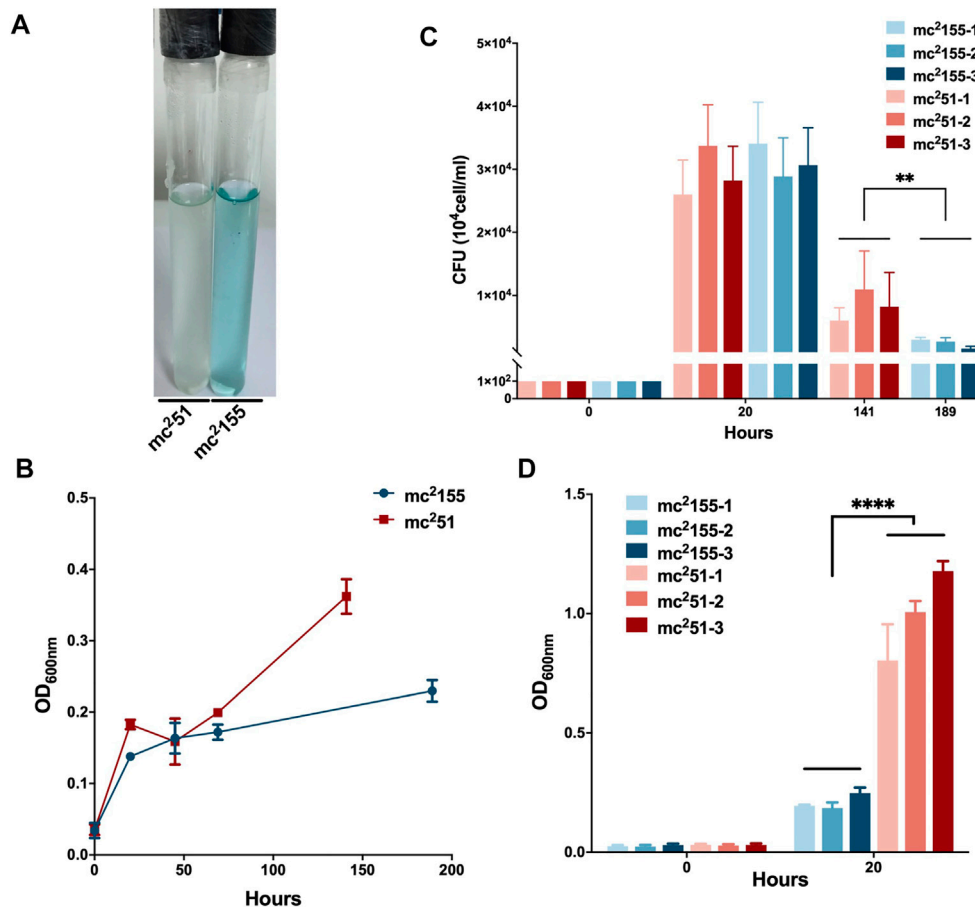 A
mc²51
mc²155
C
5×10⁴
4×10⁴
3×10⁴
2×10⁴
1×10⁴
1×10²
0
CFU (10⁴cell/ml)
mc²155-1
mc²155-2
mc²155-3
mc²51-1
mc²51-2
mc²51-3
**
0
20
141
189
Hours
B
0.5
0.4
0.3
0.2
0.1
0.0
OD₆₀₀ₙₘ
mc²155
mc²51
0
50
100
150
200
Hours
D
1.5
1.0
0.5
0.0
OD₆₀₀ₙₘ
mc²155-1
mc²155-2
mc²155-3
mc²51-1
mc²51-2
mc²51-3
****
0
20
Hours